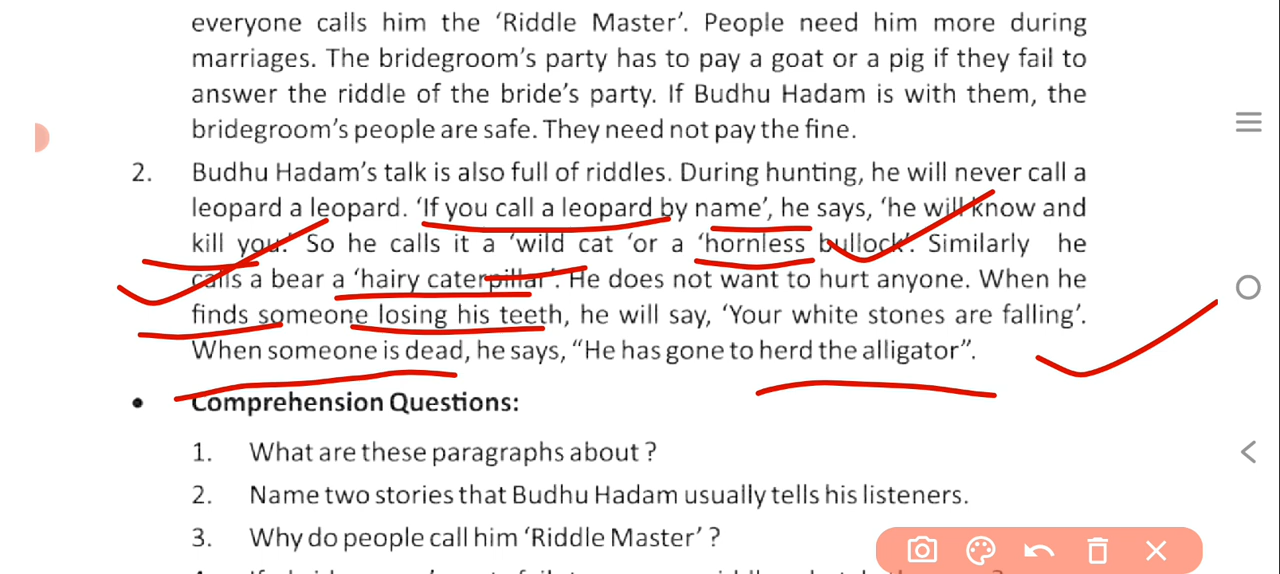 everyone calls him the ‘Riddle Master’. People need him more during
marriages. The bridegroom’s party has to pay a goat or a pig if they fail to
answer the riddle of the bride’s party. If Budhu Hadam is with them, the
bridegroom’s people are safe. They need not pay the fine.
2. Budhu Hadam’s talk is also full of riddles. During hunting, he will never call a
leopard a leopard. ‘If you call a leopard by name’, he says, ‘he will know and
kill you.’ So he calls it a ‘wild cat ‘or a ‘hornless bullock’. Similarly he
calls a bear a ‘hairy caterpillar’. He does not want to hurt anyone. When he
finds someone losing his teeth, he will say, ‘Your white stones are falling’.
When someone is dead, he says, “He has gone to herd the alligator”.
• Comprehension Questions:
1. What are these paragraphs about ?
2. Name two stories that Budhu Hadam usually tells his listeners.
3. Why do people call him ‘Riddle Master’ ?